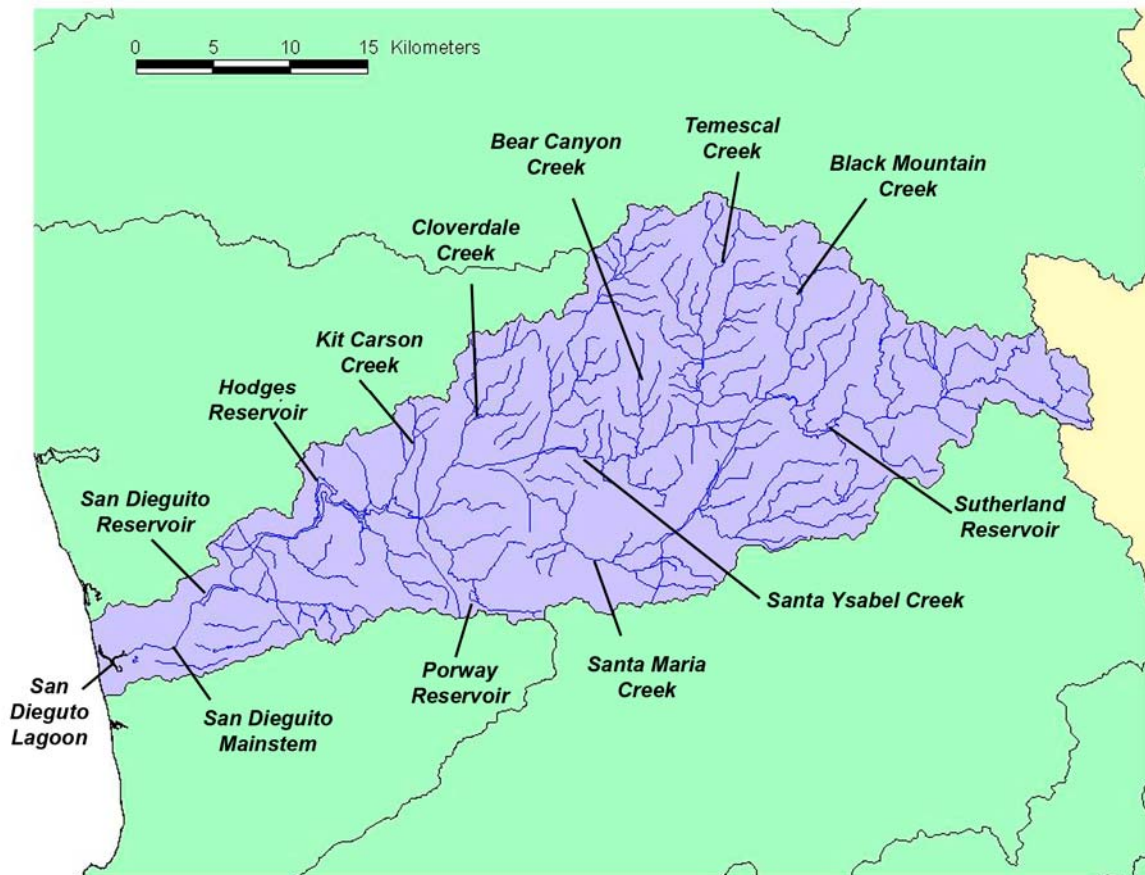 0 5 10 15 Kilometers
Temescal
Creek
Bear Canyon
Creek
Black Mountain
Creek
Cloverdale
Creek
Kit Carson
Creek
Hodges
Reservoir
San Dieguito
Reservoir
Sutherland
Reservoir
Santa Ysabel Creek
Santa Maria
Creek
Porway
Reservoir
San
Dieguto
Lagoon
San Dieguito
Mainstem